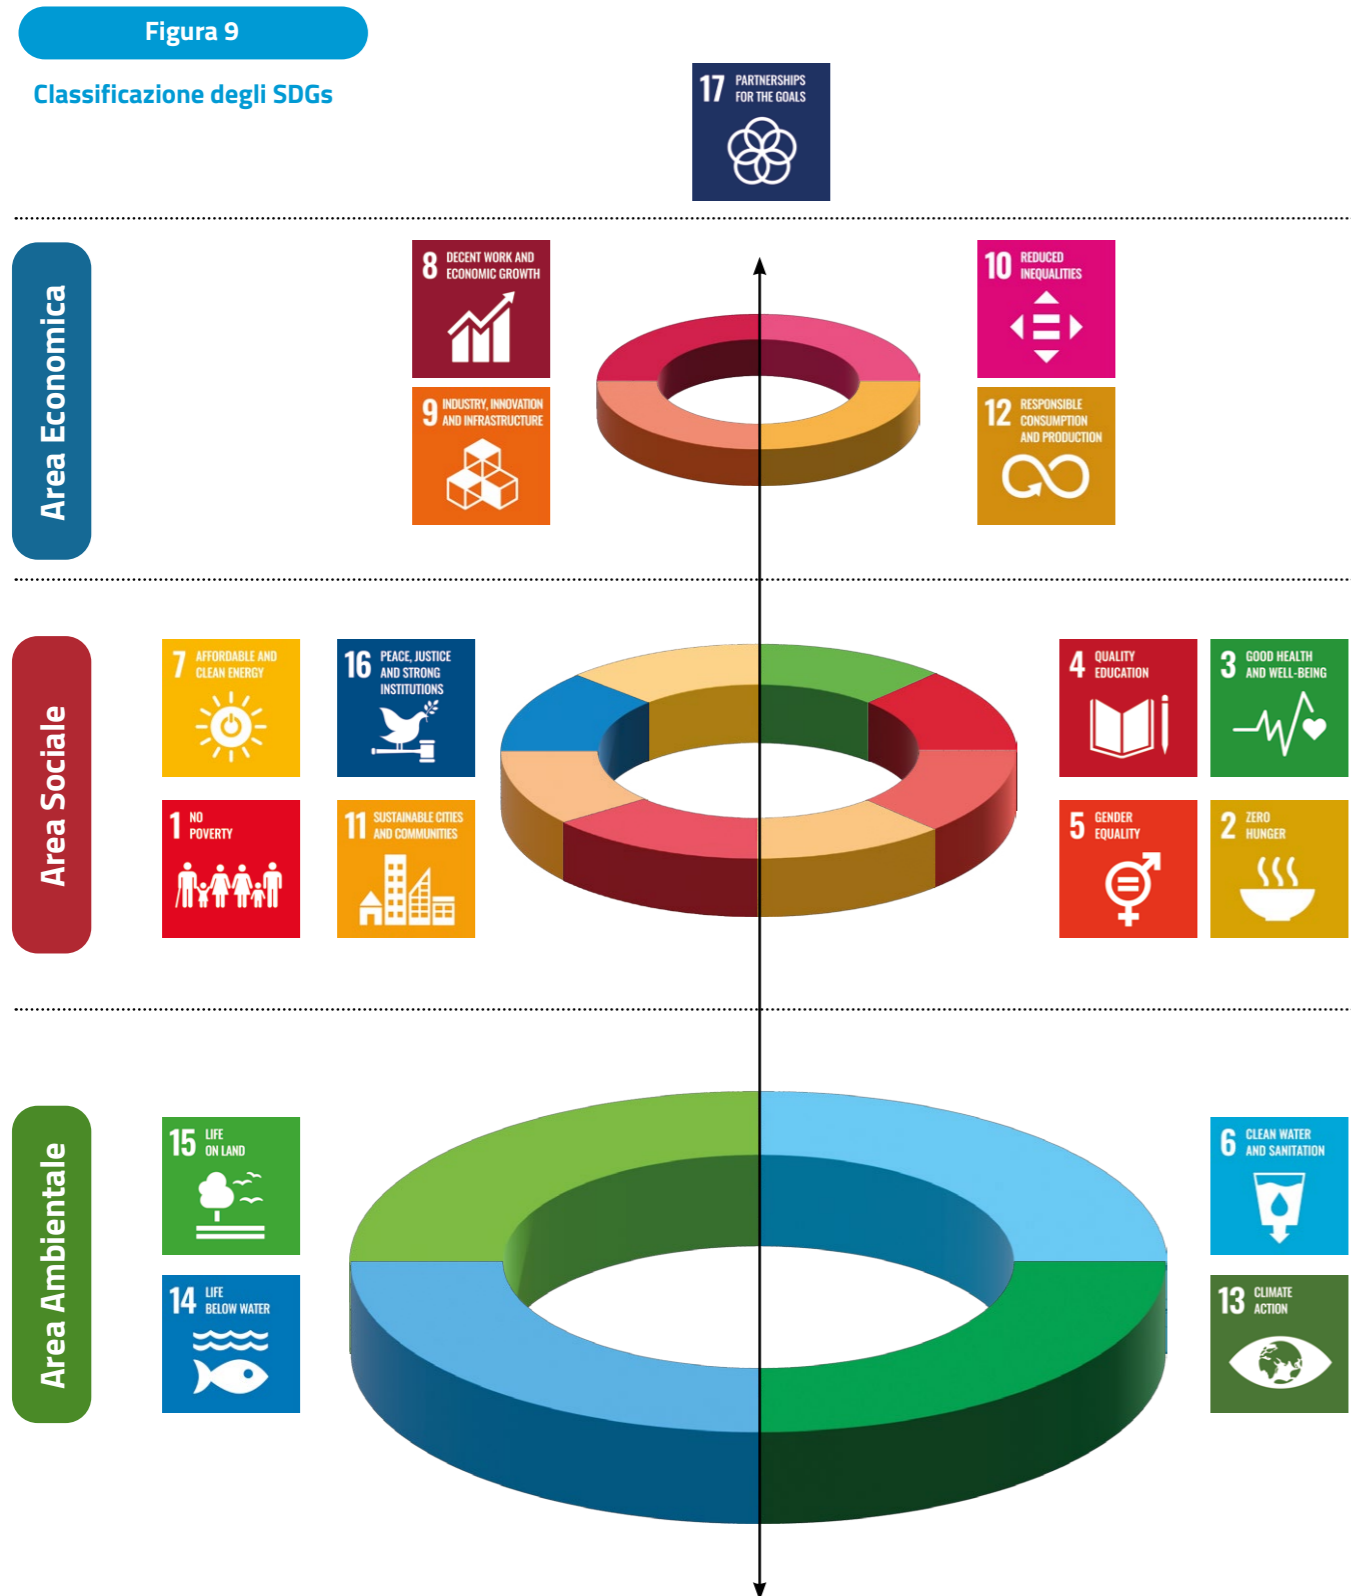 Figura 9
Classificazione degli SDGs
17 PARTNERSHIPS
FOR THE GOALS
Area Economica
8 DECENT WORK AND
ECONOMIC GROWTH
10 REDUCED
INEQUALITIES
9 INDUSTRY, INNOVATION
AND INFRASTRUCTURE
12 RESPONSIBLE
CONSUMPTION
AND PRODUCTION
Area Sociale
7 AFFORDABLE AND
CLEAN ENERGY
16 PEACE, JUSTICE
AND STRONG
INSTITUTIONS
4 QUALITY
EDUCATION
3 GOOD HEALTH
AND WELL-BEING
1 NO
POVERTY
11 SUSTAINABLE CITIES
AND COMMUNITIES
5 GENDER
EQUALITY
2 ZERO
HUNGER
Area Ambientale
15 LIFE
ON LAND
6 CLEAN WATER
AND SANITATION
14 LIFE
BELOW WATER
13 CLIMATE
ACTION